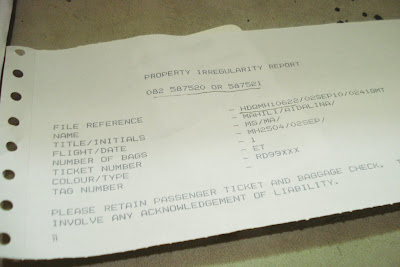 PROPERTY IRREGULARITY REPORT
082 587520 OR 587521
FILE REFERENCE - HDQMH10622/02SEP10/0241GMT
NAME - MAHILI/AIDALINA/
TITLE/INITIALS - MS/MA/
FLIGHT/DATE - MH2504/02SEP/
NUMBER OF BAGS - 1
TICKET NUMBER - ET
COLOUR/TYPE - RD99XXX
TAG NUMBER -
PLEASE RETAIN PASSENGER TICKET AND BAGGAGE CHECK. T
INVOLVE ANY ACKNOWLEDGEMENT OF LIABILITY.